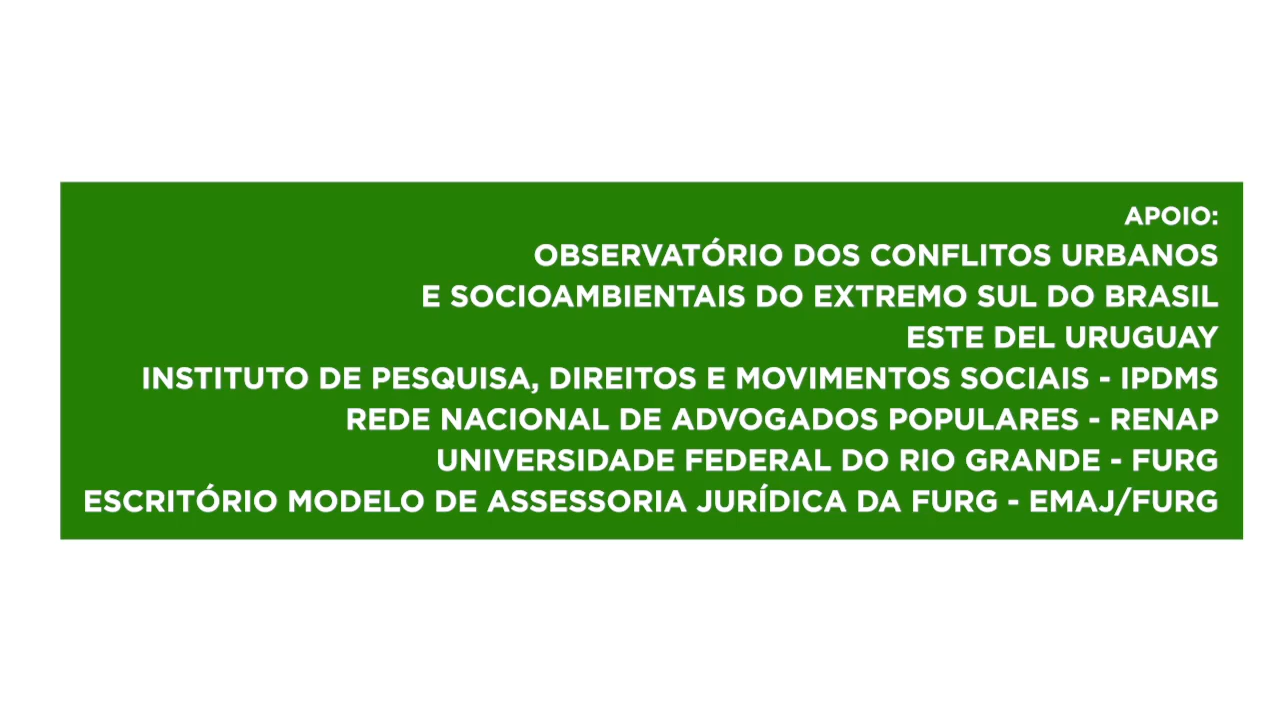 APOIO:
OBSERVATÓRIO DOS CONFLITOS URBANOS
E SOCIOAMBIENTAIS DO EXTREMO SUL DO BRASIL
ESTE DEL URUGUAY
INSTITUTO DE PESQUISA, DIREITOS E MOVIMENTOS SOCIAIS - IPDMS
REDE NACIONAL DE ADVOGADOS POPULARES - RENAP
UNIVERSIDADE FEDERAL DO RIO GRANDE - FURG
ESCRITÓRIO MODELO DE ASSESSORIA JURÍDICA DA FURG - EMAJ/FURG